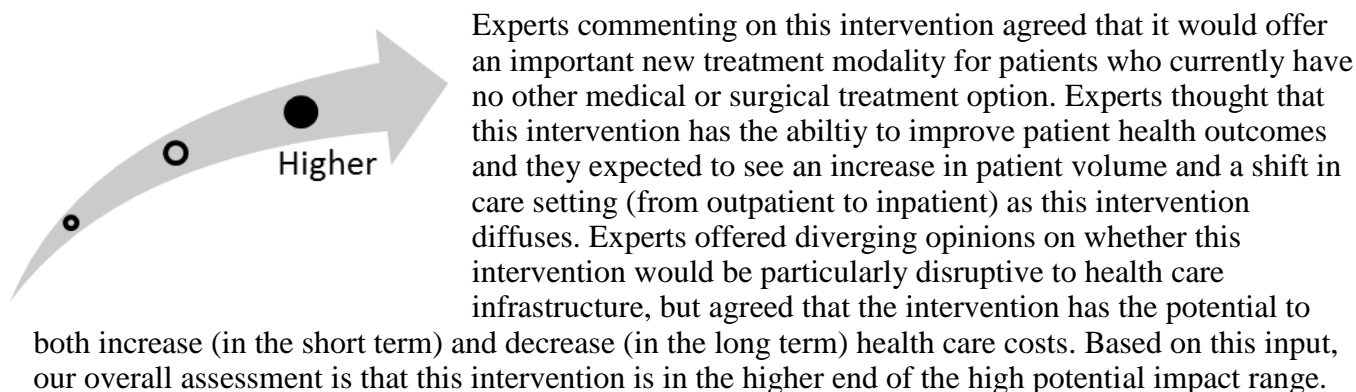 Experts commenting on this intervention agreed that it would offer
an important new treatment modality for patients who currently have
no other medical or surgical treatment option. Experts thought that
this intervention has the abiltiy to improve patient health outcomes
Higher
and they expected to see an increase in patient volume and a shift in
care setting (from outpatient to inpatient) as this intervention
diffuses. Experts offered diverging opinions on whether this
intervention would be particularly disruptive to health care
infrastructure, but agreed that the intervention has the potential to
both increase (in the short term) and decrease (in the long term) health care costs. Based on this input,
our overall assessment is that this intervention is in the higher end of the high potential impact range.